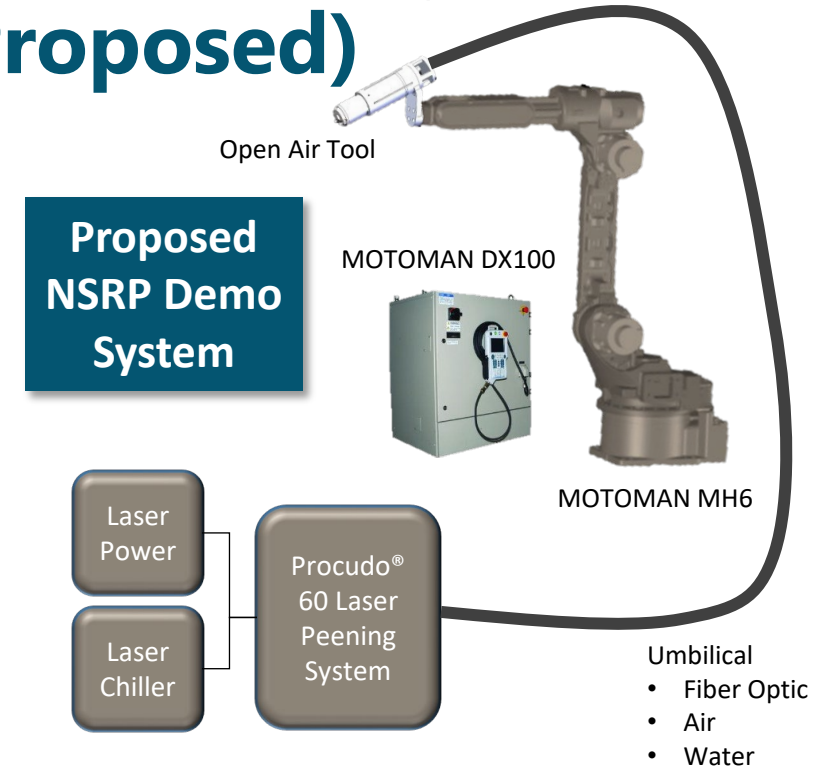 roposed)
Open Air Tool
Proposed
NSRP Demo
System
MOTOMAN DX100
MOTOMAN MH6
Laser
Power
Laser
Chiller
Procudo®
60 Laser
Peening
System
Umbilical
• Fiber Optic
• Air
• Water